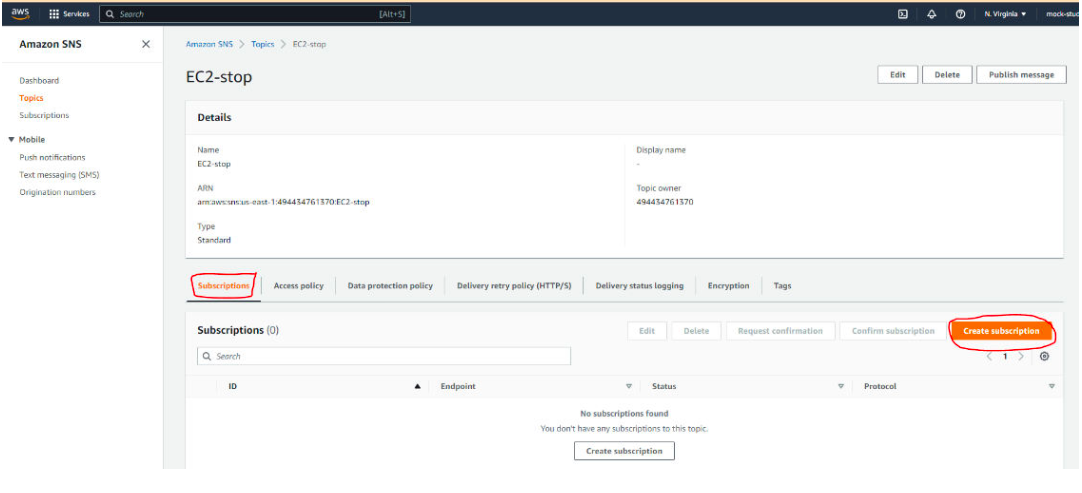 aws Services Search [Alt+S] N. Virginia mock-stud
Amazon SNS
Amazon SNS > Topics > EC2-stop
Dashboard
Topics
Subscriptions
Mobile
Push notifications
Text messaging (SMS)
Origination numbers
EC2-stop
Edit Delete Publish message
Details
Name
EC2-stop
ARN
arn:aws:sns:us-east-1:494434761370:EC2-stop
Type
Standard
Display name
-
Topic owner
494434761370
Subscriptions Access policy Data protection policy Delivery retry policy (HTTP/S) Delivery status logging Encryption Tags
Subscriptions (0) Edit Delete Request confirmation Confirm subscription Create subscription
Search
1
ID Endpoint Status Protocol
No subscriptions found
You don't have any subscriptions to this topic.
Create subscription